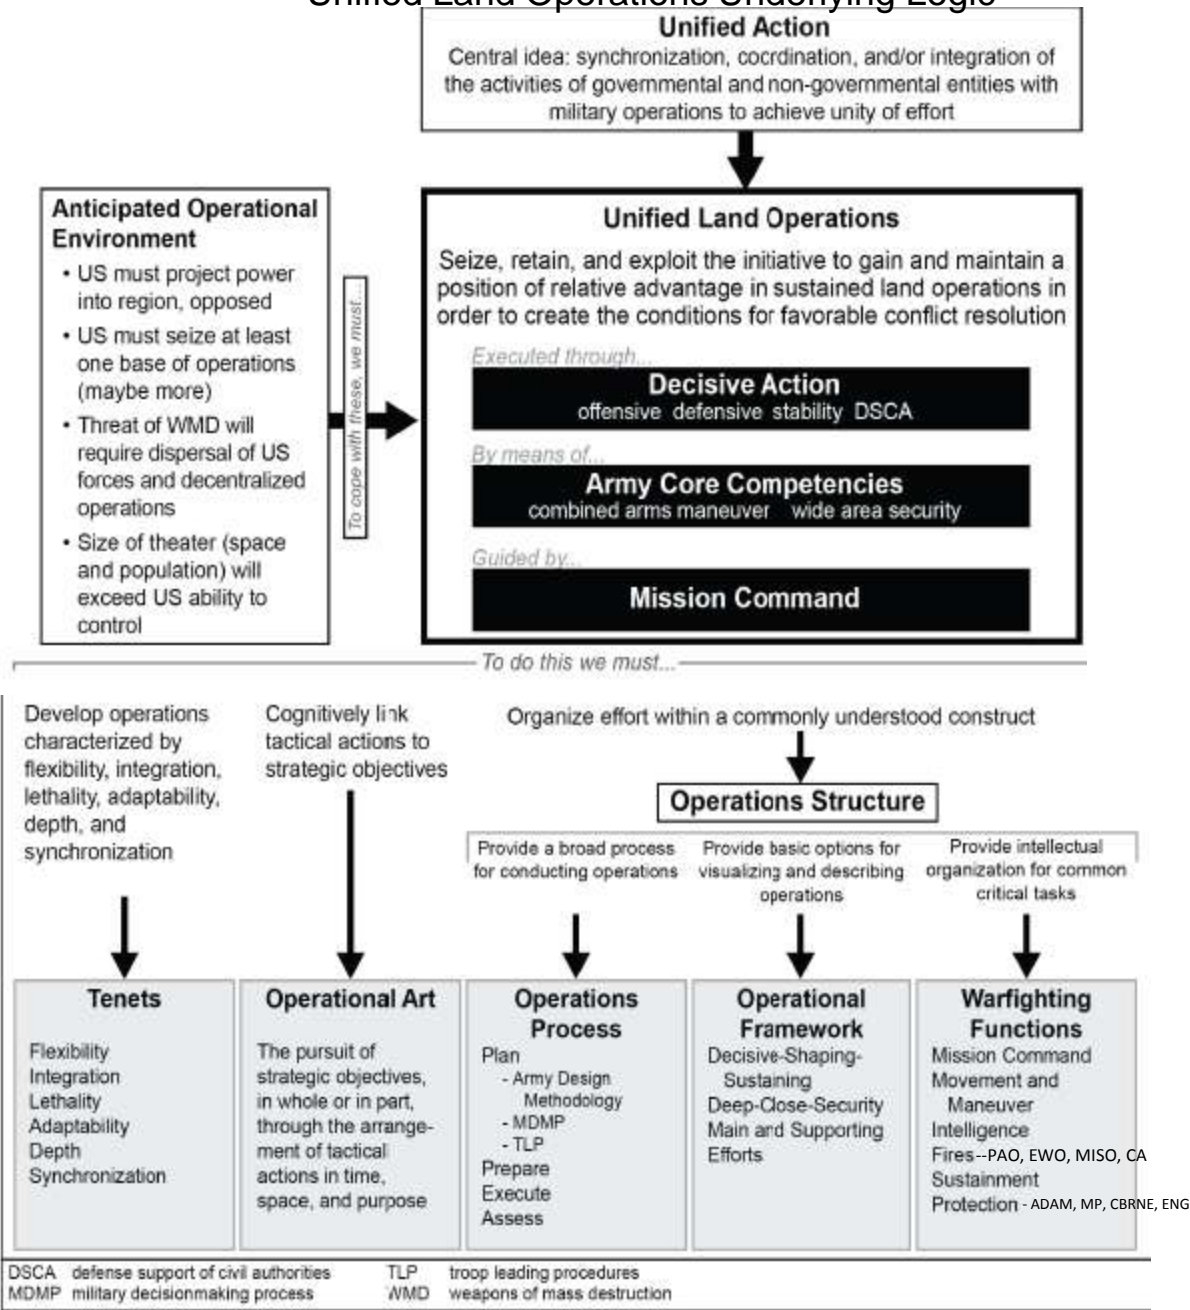 Unified Land Operations Underlying Logic
Unified Action
Central idea: synchronization, cocrdination, and/or integration of
the activities of governmental and non-governmental entities with
military operations to achieve unity of effort
Anticipated Operational
Environment
• US must project power
into region, opposed
• US must seize at least
one base of operations
(maybe more)
• Threat of WMD will
require dispersal of US
forces and decentralized
operations
• Size of theater (space
and population) will
exceed US ability to
control
To cope with these, we must...
Unified Land Operations
Seize, retain, and exploit the initiative to gain and maintain a
position of relative advantage in sustained land operations in
order to create the conditions for favorable conflict resolution
Executed through...
Decisive Action
offensive defensive stability DSCA
By means of...
Army Core Competencies
combined arms maneuver wide area security
Guided by...
Mission Command
To do this we must...
Develop operations
characterized by
flexibility, integration,
lethality, adaptability,
depth, and
synchronization
Cognitively link
tactical actions to
strategic objectives
Organize effort within a commonly understood construct
Operations Structure
Provide a broad process
for conducting operations
Provide basic options for
visualizing and describing
operations
Provide intellectual
organization for common
critical tasks
Tenets
Flexibility
Integration
Lethality
Adaptability
Depth
Synchronization
Operational Art
The pursuit of
strategic objectives,
in whole or in part,
through the arrange-
ment of tactical
actions in time,
space, and purpose
Operations
Process
Plan
- Army Design
Methodology
- MDMP
- TLP
Prepare
Execute
Assess
Operational
Framework
Decisive-Shaping-
Sustaining
Deep-Close-Security
Main and Supporting
Efforts
Warfighting
Functions
Mission Command
Movement and
Maneuver
Intelligence
Fires--PAO, EWO, MISO, CA
Sustainment
Protection - ADAM, MP, CBRNE, ENG
DSCA defense support of civil authorities TLP troop leading procedures
MDMP military decisionmaking process WMD weapons of mass destruction